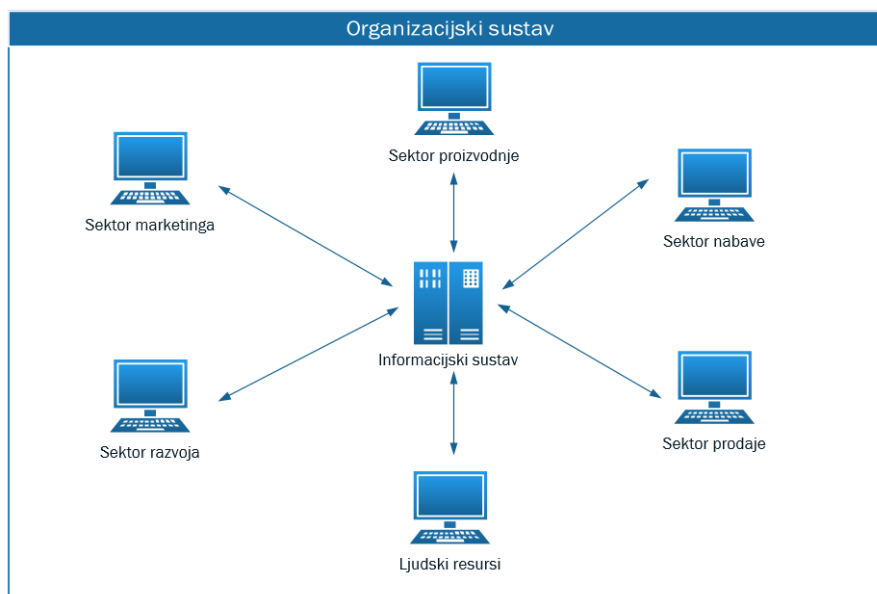 Organizacijski sustav
Sektor proizvodnje
Sektor marketinga
Sektor nabave
Informacijski sustav
Sektor razvoja
Sektor prodaje
Ljudski resursi